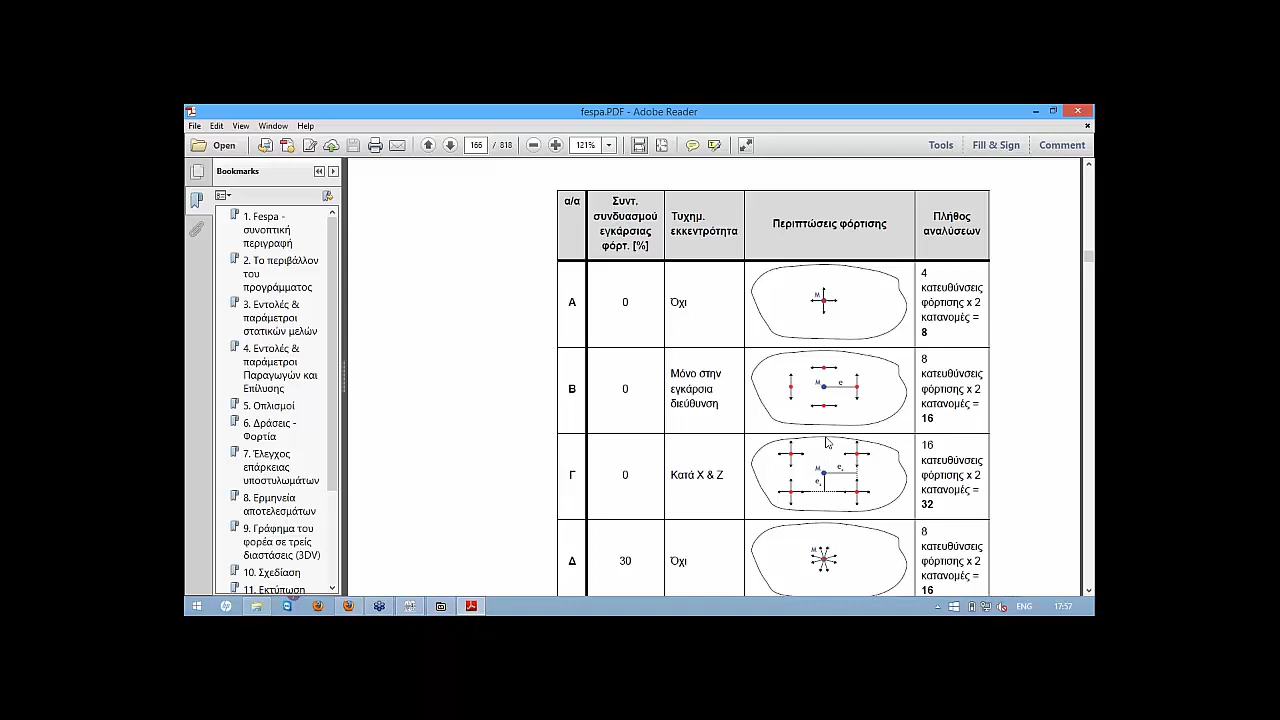 fespa.PDF - Adobe Reader
File Edit View Window Help
Open 166 / 818 121% Tools Fill & Sign Comment
Bookmarks
1. Fespa -
συνοπτική
περιγραφή
2. Το περιβάλλον
του
προγράμματος
3. Εντολές &
παράμετροι
στατικών μελών
4. Εντολές &
παράμετροι
Παραγωγών και
Επίλυσης
5. Οπλισμοί
6. Δράσεις -
Φορτία
7. Έλεγχος
επάρκειας
υποστυλωμάτων
8. Ερμηνεία
αποτελεσμάτων
9. Γράφημα του
φορέα σε τρείς
διαστάσεις (3DV)
10. Σχεδίαση
11. Εκτύπωση
α/α
Συντ.
συνδυασμού
εγκάρσιας
φόρτ. [%]
Τυχημ.
εκκεντρότητα
Περιπτώσεις φόρτισης
Πλήθος
αναλύσεων
Α
0
Όχι
M
4
κατευθύνσεις
φόρτισης x 2
κατανομές =
8
Β
0
Μόνο στην
εγκάρσια
διεύθυνση
M e
8
κατευθύνσεις
φόρτισης x 2
κατανομές =
16
Γ
0
Κατά Χ & Ζ
M
16
κατευθύνσεις
φόρτισης x 2
κατανομές =
32
Δ
30
Όχι
M
8
κατευθύνσεις
φόρτισης x 2
κατανομές =
16
ENG 17:57